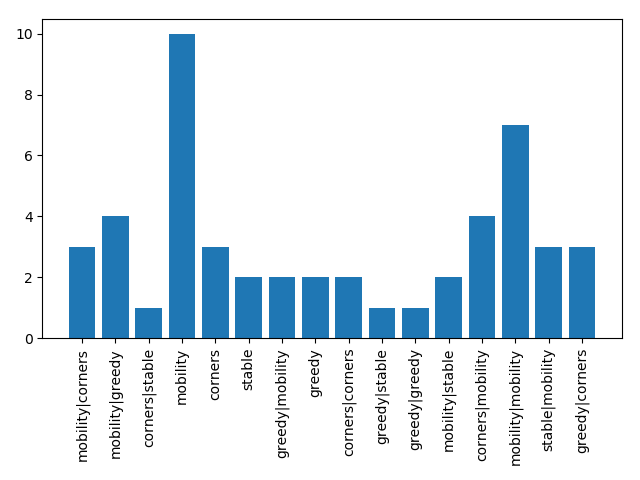 10
8
6
4
2
0
mobility|corners
mobility|greedy
corners|stable
mobility
corners
stable
greedy|mobility
greedy
corners|corners
greedy|stable
greedy|greedy
mobility|stable
corners|mobility
mobility|mobility
stable|mobility
greedy|corners